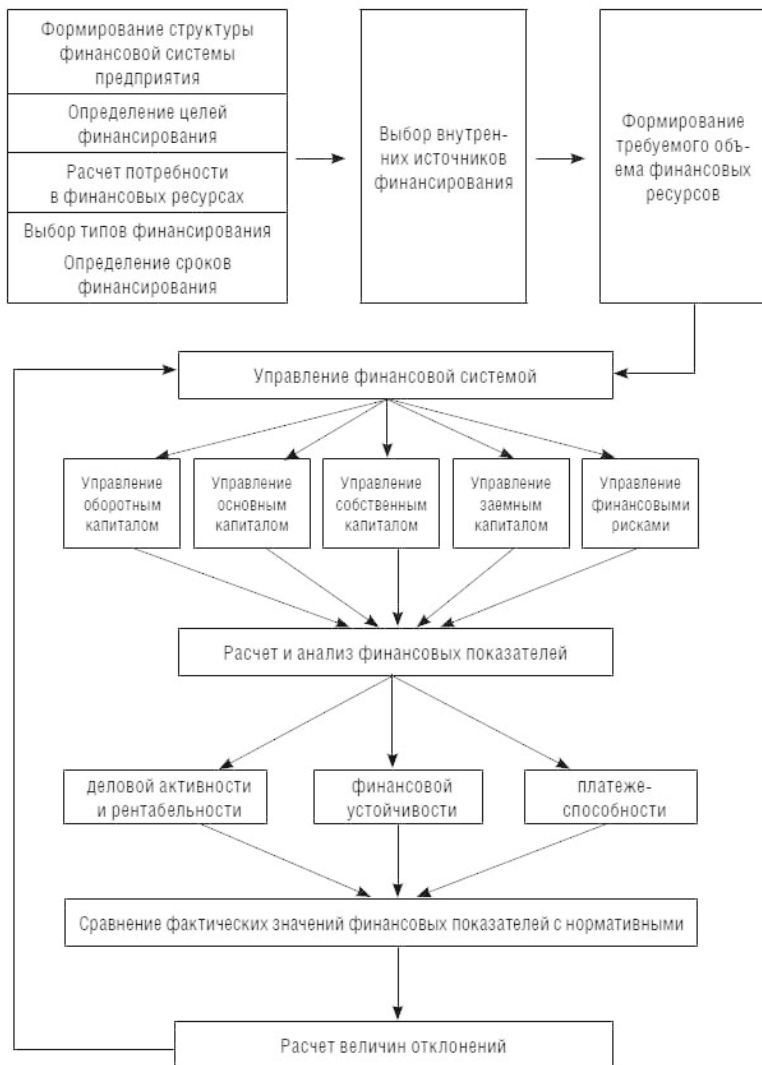 Формирование структуры
финансовой системы
предприятия
Определение целей
финансирования
Расчет потребности
в финансовых ресурсах
Выбор типов финансирования
Определение сроков
финансирования
Выбор внутрен-
них источников
финансирования
Формирование
требуемого объ-
ема финансовых
ресурсов
Управление финансовой системой
Управление
оборотным
капиталом
Управление
основным
капиталом
Управление
собственным
капиталом
Управление
заемным
капиталом
Управление
финансовыми
рисками
Расчет и анализ финансовых показателей
деловой активности
и рентабельности
финансовой
устойчивости
платеже-
способности
Сравнение фактических значений финансовых показателей с нормативными
Расчет величин отклонений